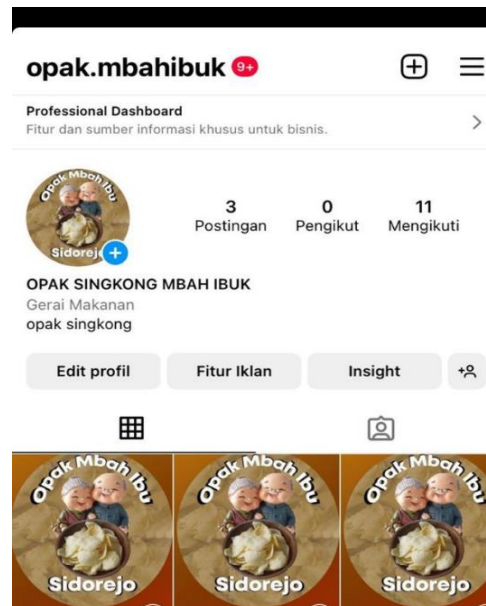 opak.mbahibuk 9+
Professional Dashboard
Fitur dan sumber informasi khusus untuk bisnis.
Opak Mbah Ibu
Sidorejo
3 0 11
Postingan Pengikut Mengikuti
OPAK SINGKONG MBAH IBUK
Gerai Makanan
opak singkong
Edit profil Fitur Iklan Insight
Opak Mbah Ibu Opak Mbah Ibu Opak Mbah Ibu
Sidorejo Sidorejo Sidorejo